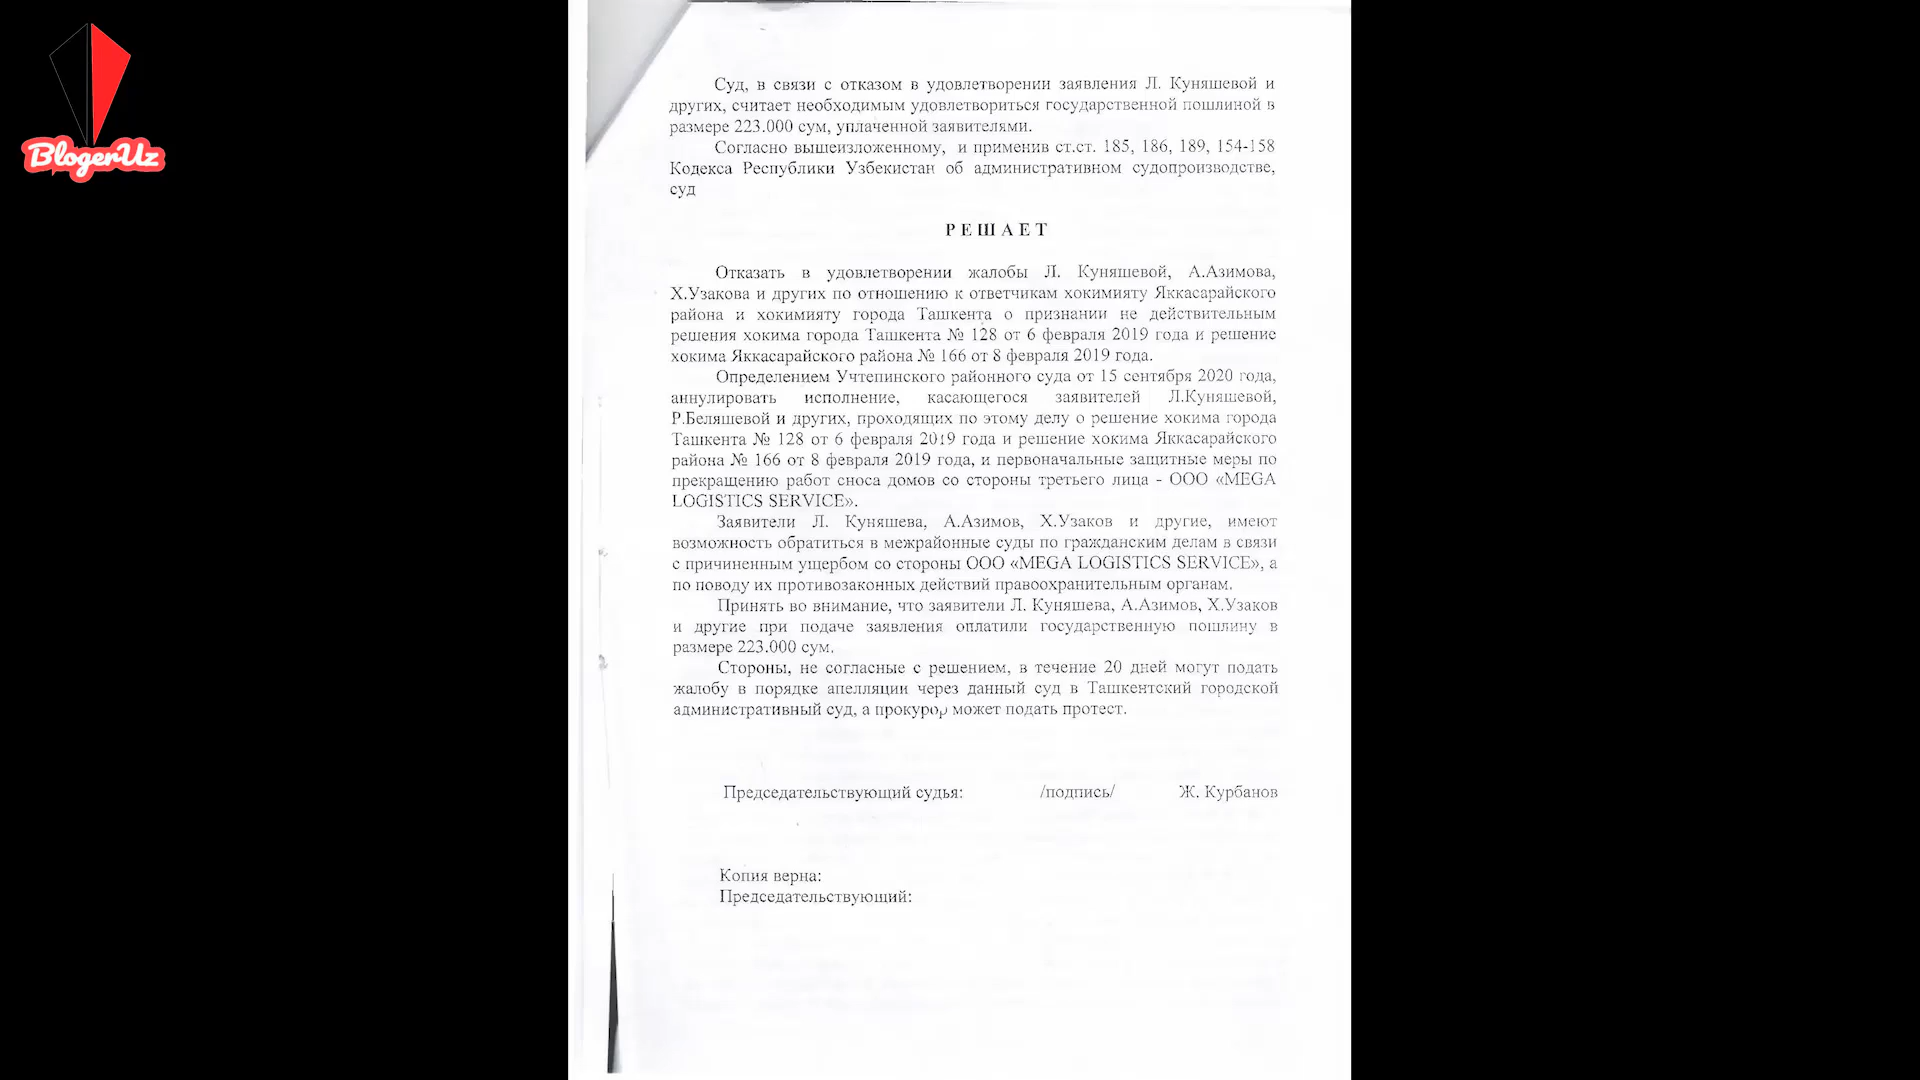 BlogerUz
Суд, в связи с отказом в удовлетворении заявления Л. Куняшевой и
других, считает необходимым удовлетвориться государственной пошлиной в
размере 223.000 сум, уплаченной заявителями.
Согласно вышеизложенному, и применив ст.ст. 185, 186, 189, 154-158
Кодекса Республики Узбекистан об административном судопроизводстве,
суд
РЕШАЕТ
Отказать в удовлетворении жалобы Л. Куняшевой, А.Азимова,
Х.Узакова и других по отношению к ответчикам хокимияту Яккасарайского
района и хокимияту города Ташкента о признании не действительным
решения хокима города Ташкента № 128 от 6 февраля 2019 года и решение
хокима Яккасарайского района № 166 от 8 февраля 2019 года.
Определением Учтепинского районного суда от 15 сентября 2020 года,
аннулировать исполнение, касающегося заявителей Л.Куняшевой,
Р.Беляшевой и других, проходящих по этому делу о решение хокима города
Ташкента № 128 от 6 февраля 2019 года и решение хокима Яккасарайского
района № 166 от 8 февраля 2019 года, и первоначальные защитные меры по
прекращению работ сноса домов со стороны третьего лица - ООО «MEGA
LOGISTICS SERVICE».
Заявители Л. Куняшева, А.Азимов, Х.Узаков и другие, имеют
возможность обратиться в межрайонные суды по гражданским делам в связи
с причиненным ущербом со стороны ООО «MEGA LOGISTICS SERVICE», а
по поводу их противозаконных действий правоохранительным органам.
Принять во внимание, что заявители Л. Куняшева, А.Азимов, Х.Узаков
и другие при подаче заявления оплатили государственную пошлину в
размере 223.000 сум.
Стороны, не согласные с решением, в течение 20 дней могут подать
жалобу в порядке апелляции через данный суд в Ташкентский городской
административный суд, а прокурор может подать протест.
Председательствующий судья: /подпись/ Ж. Курбанов
Копия верна:
Председательствующий: